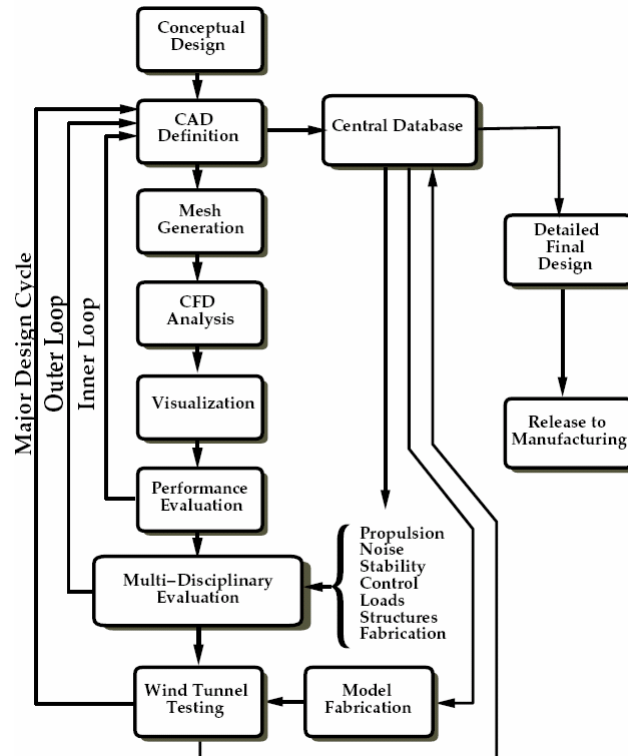 Conceptual
Design
CAD
Definition
Central Database
Mesh
Generation
Detailed
Final
Design
CFD
Analysis
Major Design Cycle
Outer Loop
Inner Loop
Visualization
Release to
Manufacturing
Performance
Evaluation
Propulsion
Noise
Stability
Control
Loads
Structures
Fabrication
Multi–Disciplinary
Evaluation
Wind Tunnel
Testing
Model
Fabrication